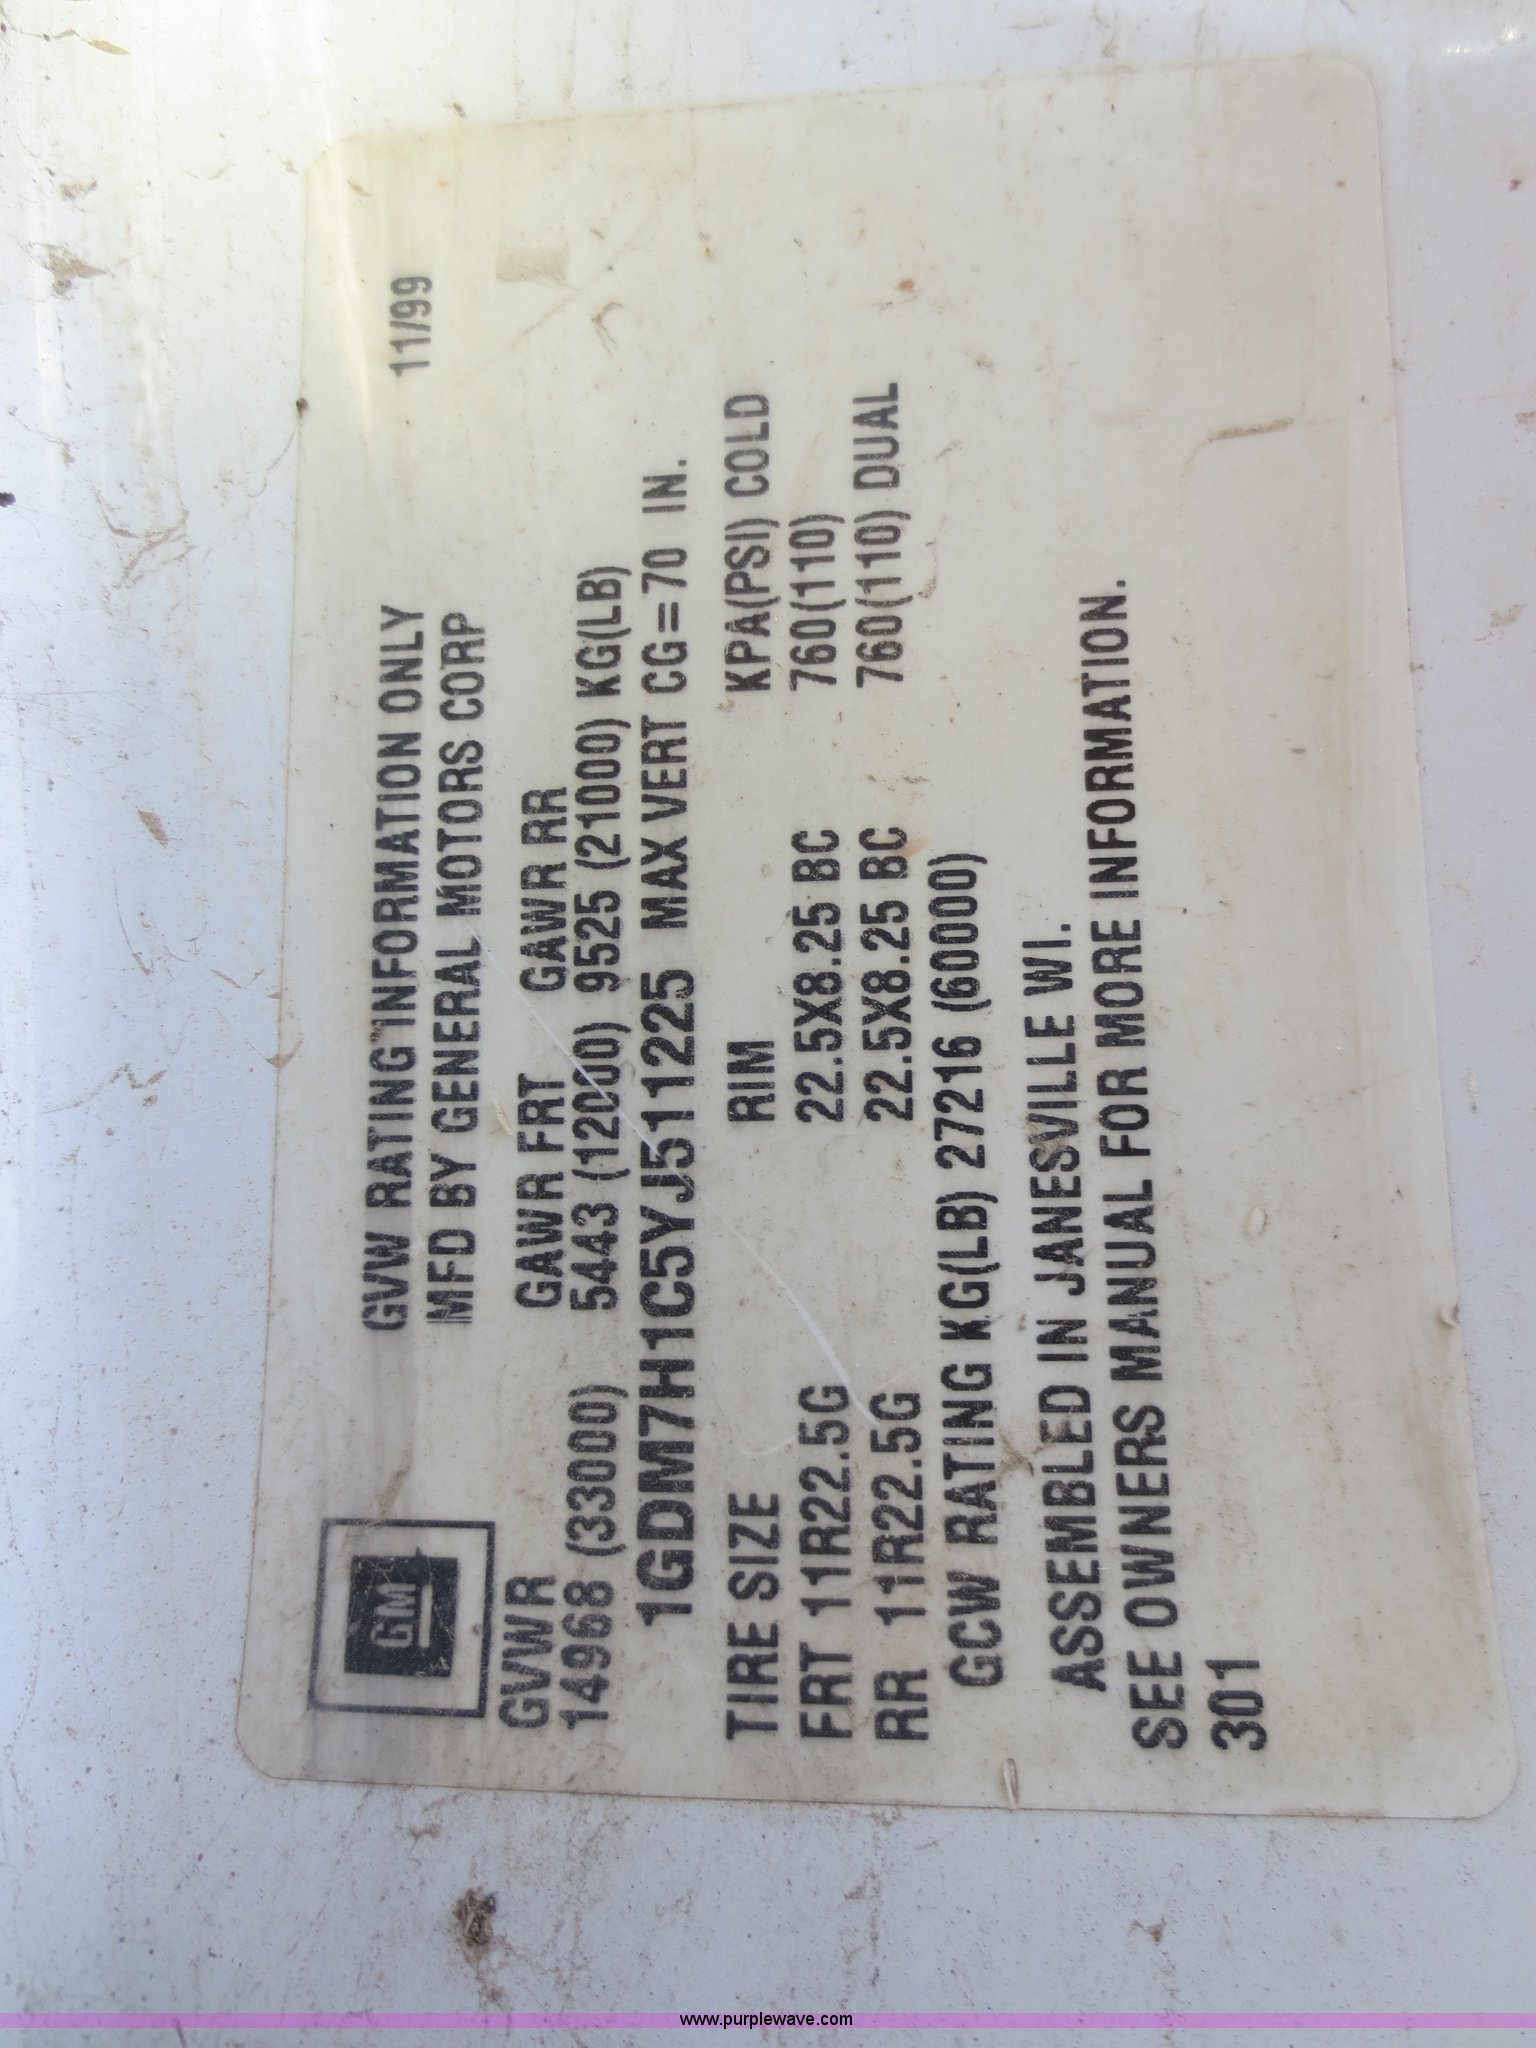 GM
GVW RATING INFORMATION ONLY 11/99
MFD BY GENERAL MOTORS CORP
GVWR GAWR FRT GAWR RR
14968 (33000) 5443 (12000) 9525 (21000) KG(LB)
1GDM7H1C5YJ511225 MAX VERT CG=70 IN.
TIRE SIZE RIM KPA(PSI) COLD
FRT 11R22.5G 22.5X8.25 BC 760(110)
RR 11R22.5G 22.5X8.25 BC 760(110) DUAL
GCW RATING KG(LB) 27216 (60000)
ASSEMBLED IN JANESVILLE WI.
SEE OWNERS MANUAL FOR MORE INFORMATION.
301
www.purplewave.com